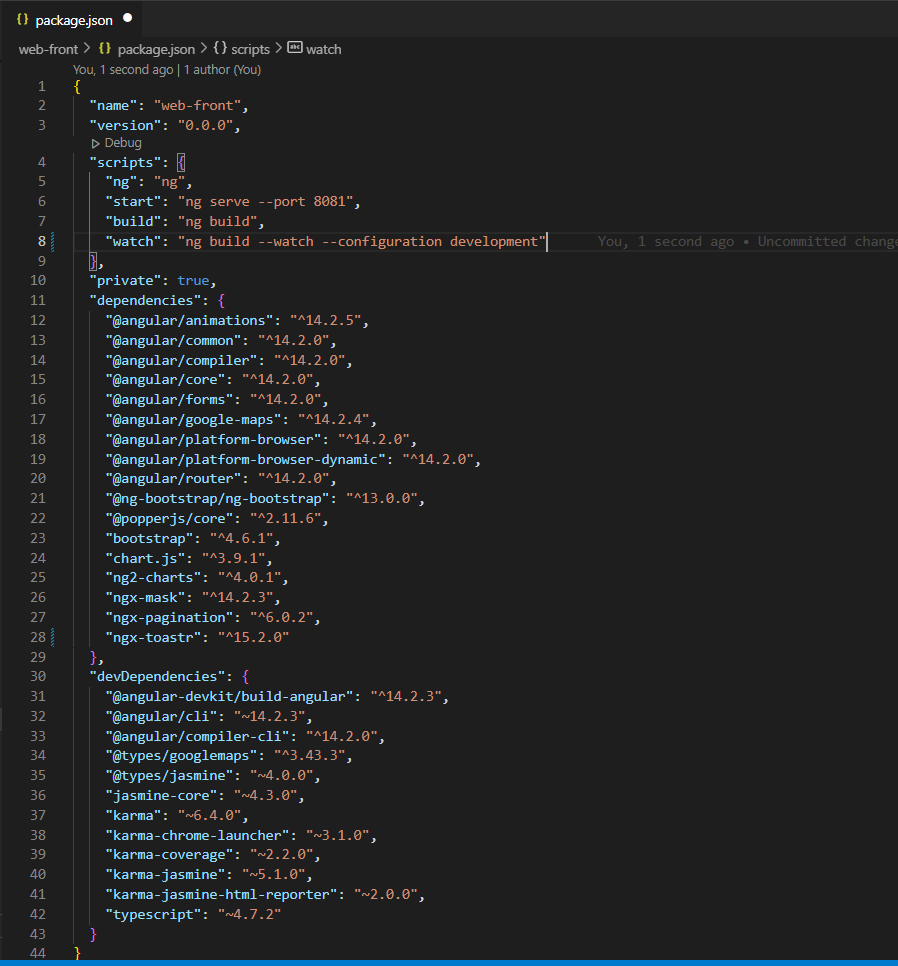 {} package.json ●
web-front > {} package.json > {} scripts > abc watch
You, 1 second ago | 1 author (You)
1 {
2 "name": "web-front",
3 "version": "0.0.0",
Debug
4 "scripts": {
5 "ng": "ng",
6 "start": "ng serve --port 8081",
7 "build": "ng build",
8 "watch": "ng build --watch --configuration development" You, 1 second ago • Uncommitted change
9 },
10 "private": true,
11 "dependencies": {
12 "@angular/animations": "^14.2.5",
13 "@angular/common": "^14.2.0",
14 "@angular/compiler": "^14.2.0",
15 "@angular/core": "^14.2.0",
16 "@angular/forms": "^14.2.0",
17 "@angular/google-maps": "^14.2.4",
18 "@angular/platform-browser": "^14.2.0",
19 "@angular/platform-browser-dynamic": "^14.2.0",
20 "@angular/router": "^14.2.0",
21 "@ng-bootstrap/ng-bootstrap": "^13.0.0",
22 "@popperjs/core": "^2.11.6",
23 "bootstrap": "^4.6.1",
24 "chart.js": "^3.9.1",
25 "ng2-charts": "^4.0.1",
26 "ngx-mask": "^14.2.3",
27 "ngx-pagination": "^6.0.2",
28 "ngx-toastr": "^15.2.0"
29 },
30 "devDependencies": {
31 "@angular-devkit/build-angular": "^14.2.3",
32 "@angular/cli": "~14.2.3",
33 "@angular/compiler-cli": "^14.2.0",
34 "@types/googlemaps": "^3.43.3",
35 "@types/jasmine": "~4.0.0",
36 "jasmine-core": "~4.3.0",
37 "karma": "~6.4.0",
38 "karma-chrome-launcher": "~3.1.0",
39 "karma-coverage": "~2.2.0",
40 "karma-jasmine": "~5.1.0",
41 "karma-jasmine-html-reporter": "~2.0.0",
42 "typescript": "~4.7.2"
43 }
44 }